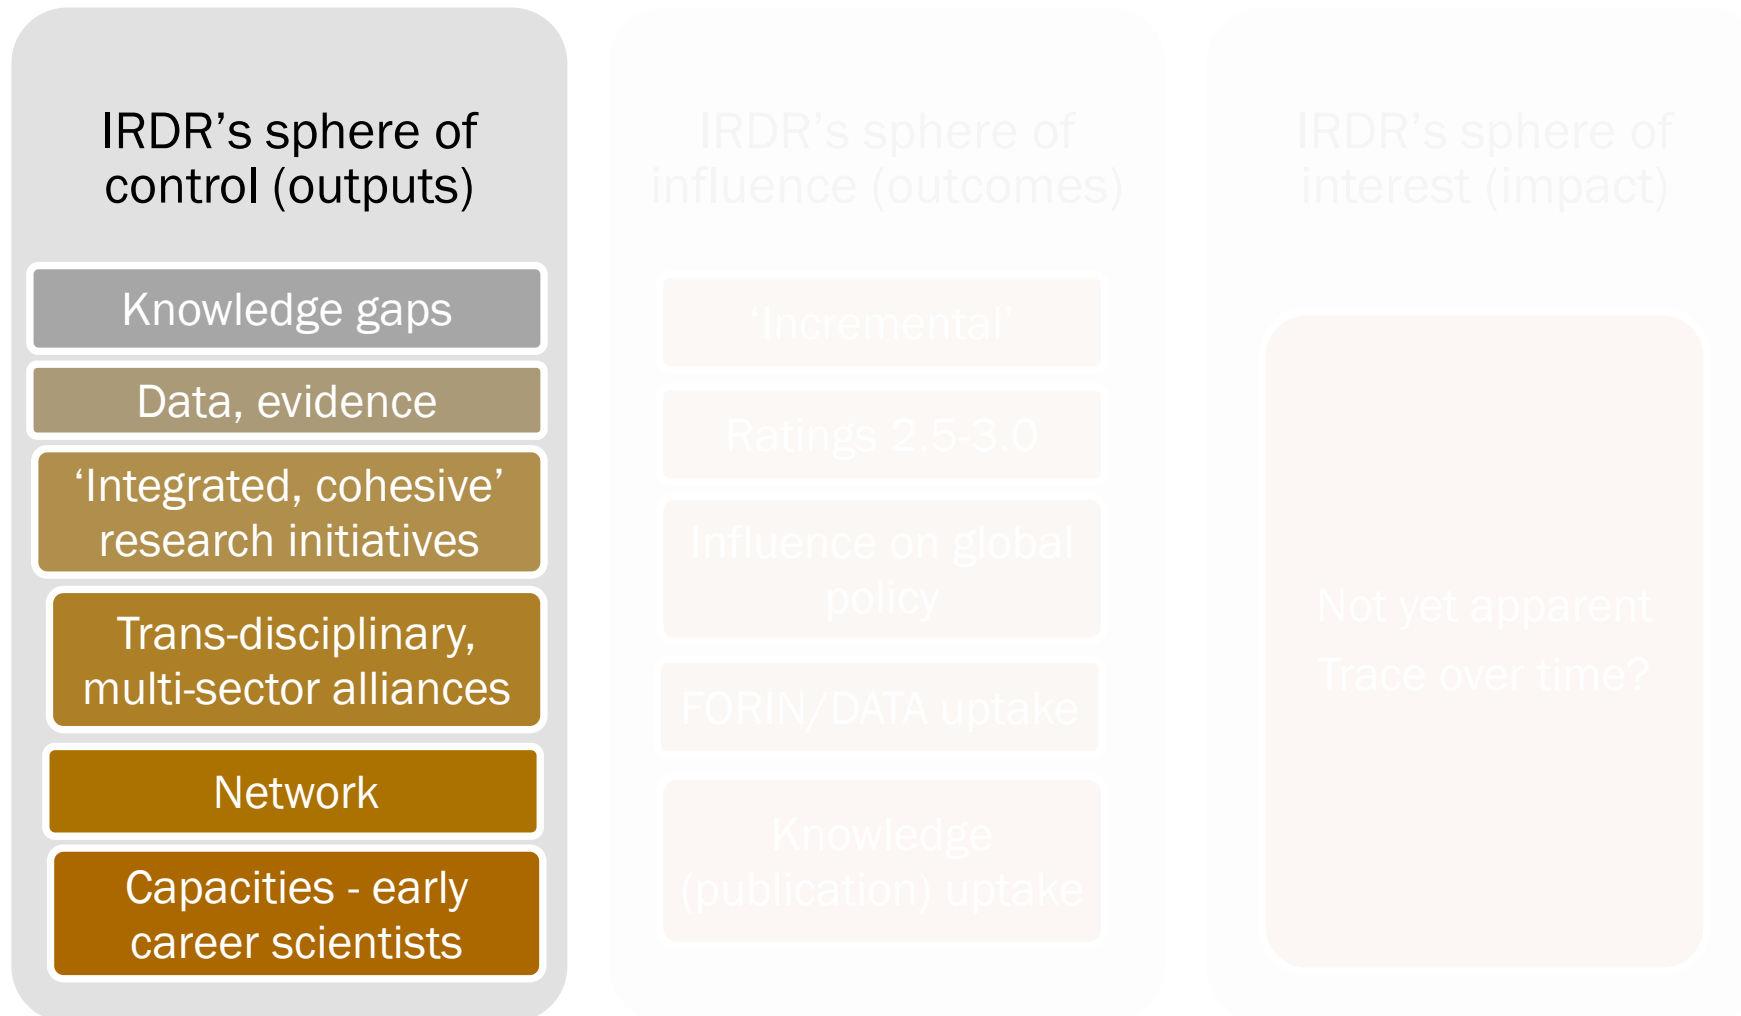 IRDR’s sphere of
control (outputs)
Knowledge gaps
Data, evidence
‘Integrated, cohesive’
research initiatives
Trans-disciplinary,
multi-sector alliances
Network
Capacities - early
career scientists
IRDR’s sphere of
influence (outcomes)
‘Incremental’
Ratings 2.5-3.0
Influence on global
policy
FORIN/DATA uptake
Knowledge
(publication) uptake
IRDR’s sphere of
interest (impact)
Not yet apparent
Trace over time?